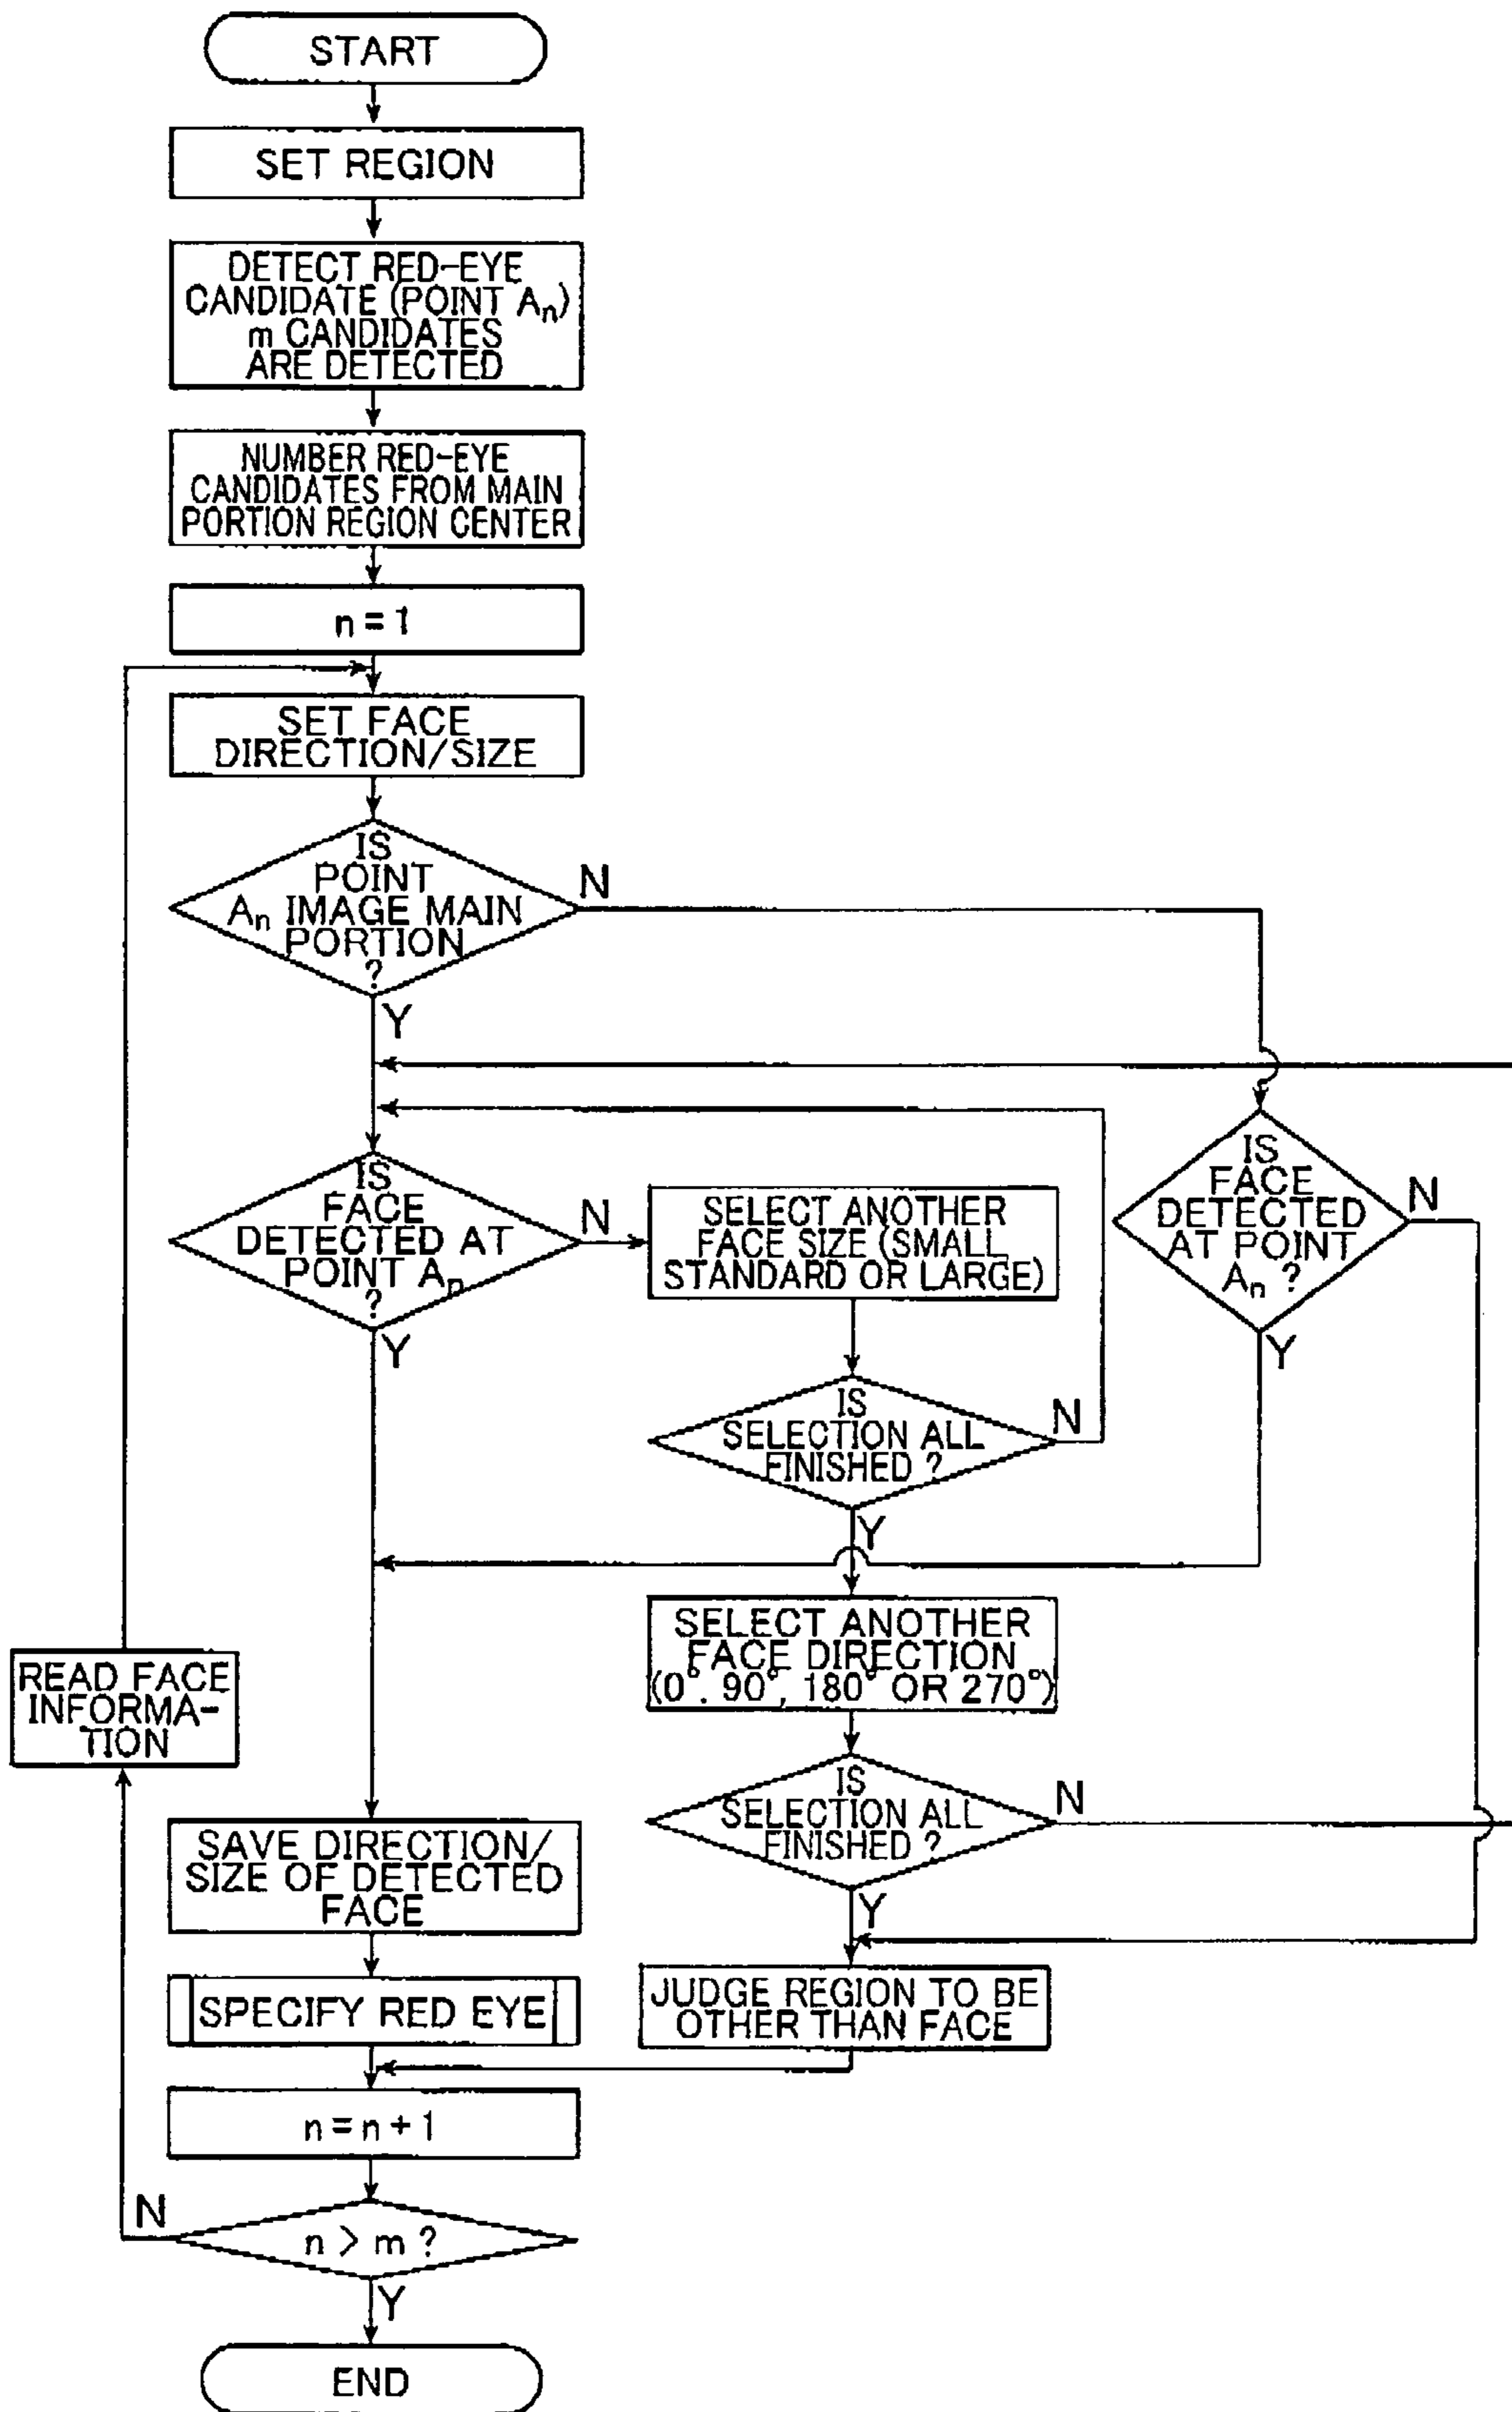 START
SET REGION
DETECT RED-EYE
CANDIDATE (POINT An)
m CANDIDATES
ARE DETECTED
NUMBER RED-EYE
CANDIDATES FROM MAIN
PORTION REGION CENTER
n = 1
SET FACE
DIRECTION/SIZE
IS
POINT
An IMAGE MAIN
PORTION
?
N
Y
IS
FACE
DETECTED AT
POINT An
?
N
Y
SELECT ANOTHER
FACE SIZE (SMALL
STANDARD OR LARGE)
IS
SELECTION ALL
FINISHED ?
N
Y
IS
FACE
DETECTED
AT POINT
An ?
N
Y
SELECT ANOTHER
FACE DIRECTION
(0°. 90°, 180° OR 270°)
IS
SELECTION ALL
FINISHED ?
N
Y
JUDGE REGION TO BE
OTHER THAN FACE
READ FACE
INFORMA-
TION
SAVE DIRECTION/
SIZE OF DETECTED
FACE
SPECIFY RED EYE
n = n + 1
n > m ?
N
Y
END